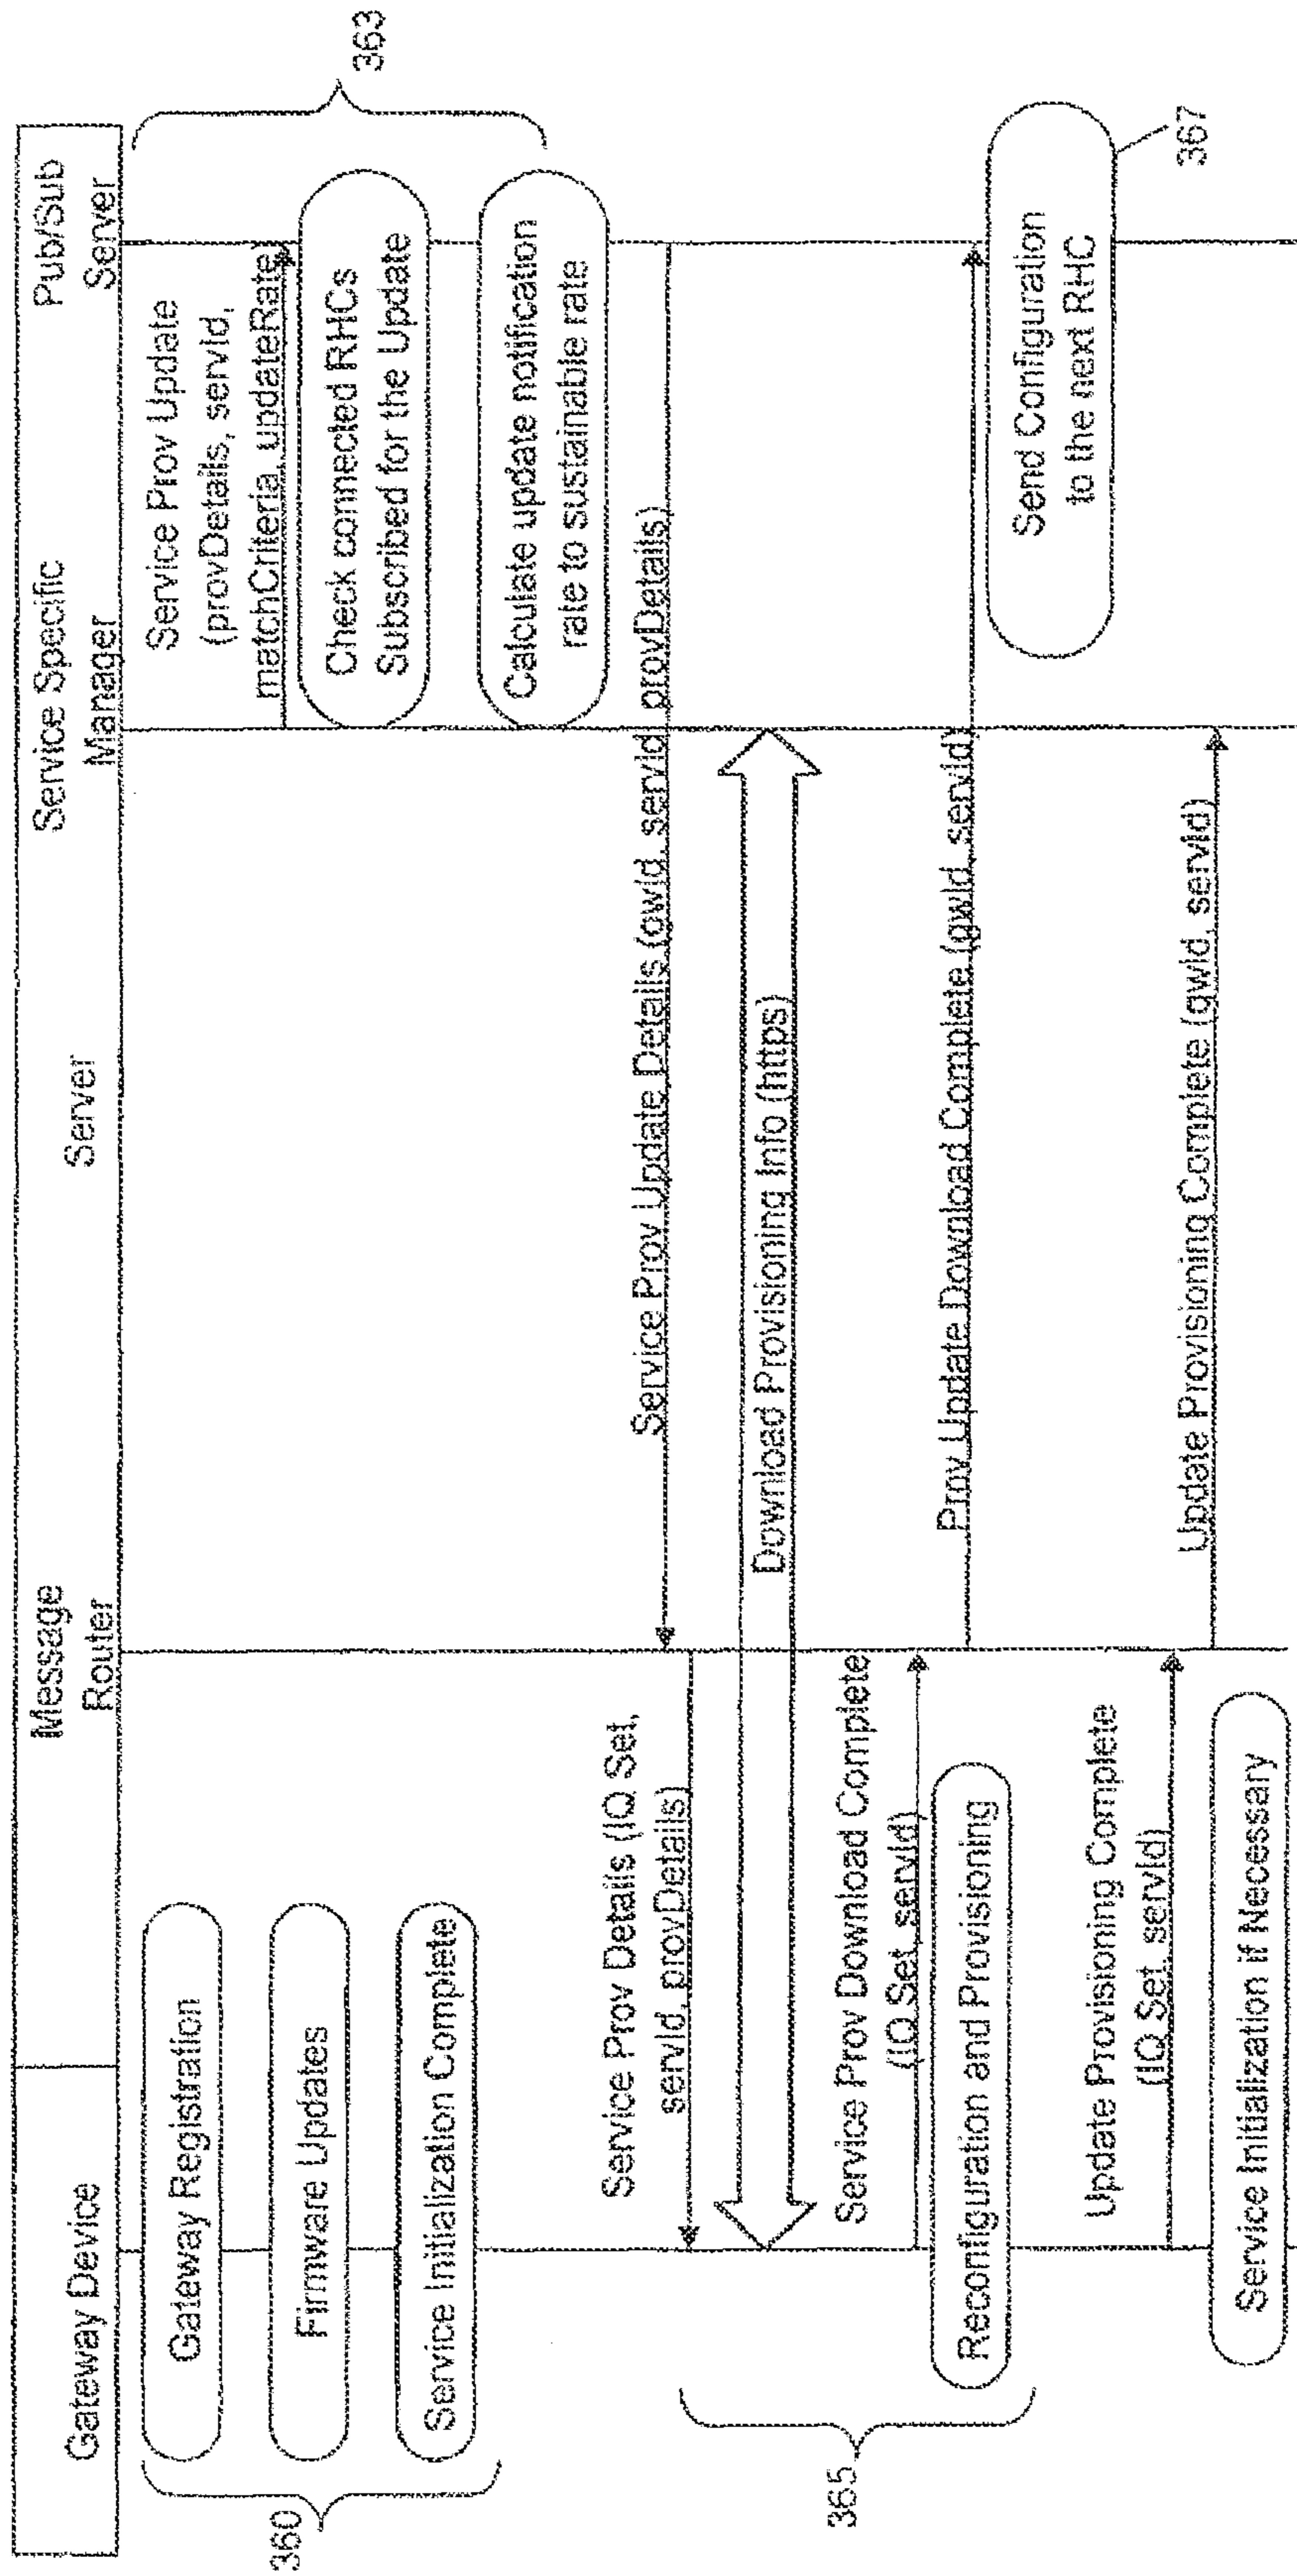 Gateway Device
Server
Message
Router
Service Specific
Manager
Pub/Sub
Server
360
Gateway Registration
Firmware Updates
Service Initialization Complete
Service Prov Update
(provDetails, servId,
matchCriteria, updateRate)
Check connected RHCs
Subscribed for the Update
Calculate update notification
rate to sustainable rate
363
Service Prov Update Details (gwId, servId, provDetails)
Service Prov Details (IQ Set,
servId, provDetails)
Download Provisioning Info (https)
365
Service Prov Download Complete
(IQ Set, servId)
Reconfiguration and Provisioning
Prov Update Download Complete (gwId, servId)
Send Configuration
to the next RHC
367
Update Provisioning Complete
(IQ Set, servId)
Update Provisioning Complete (gwId, servId)
Service Initialization if Necessary